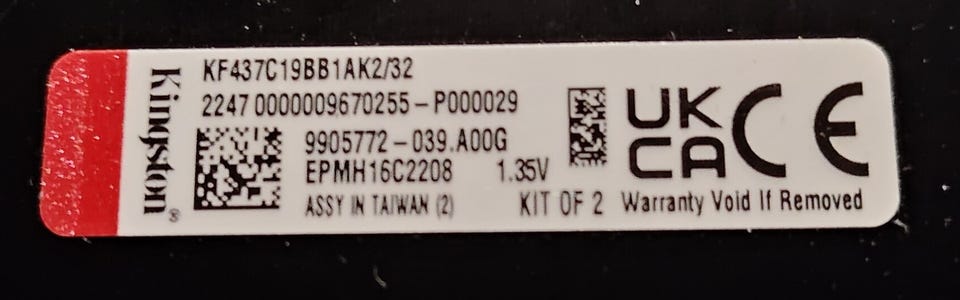 Kingston®
KF437C19BB1AK2/32
2247 0000009670255-P000029
9905772-039.A00G
EPMH16C2208 1.35V
ASSY IN TAIWAN (2) KIT OF 2 Warranty Void If Removed
UK
CA CE